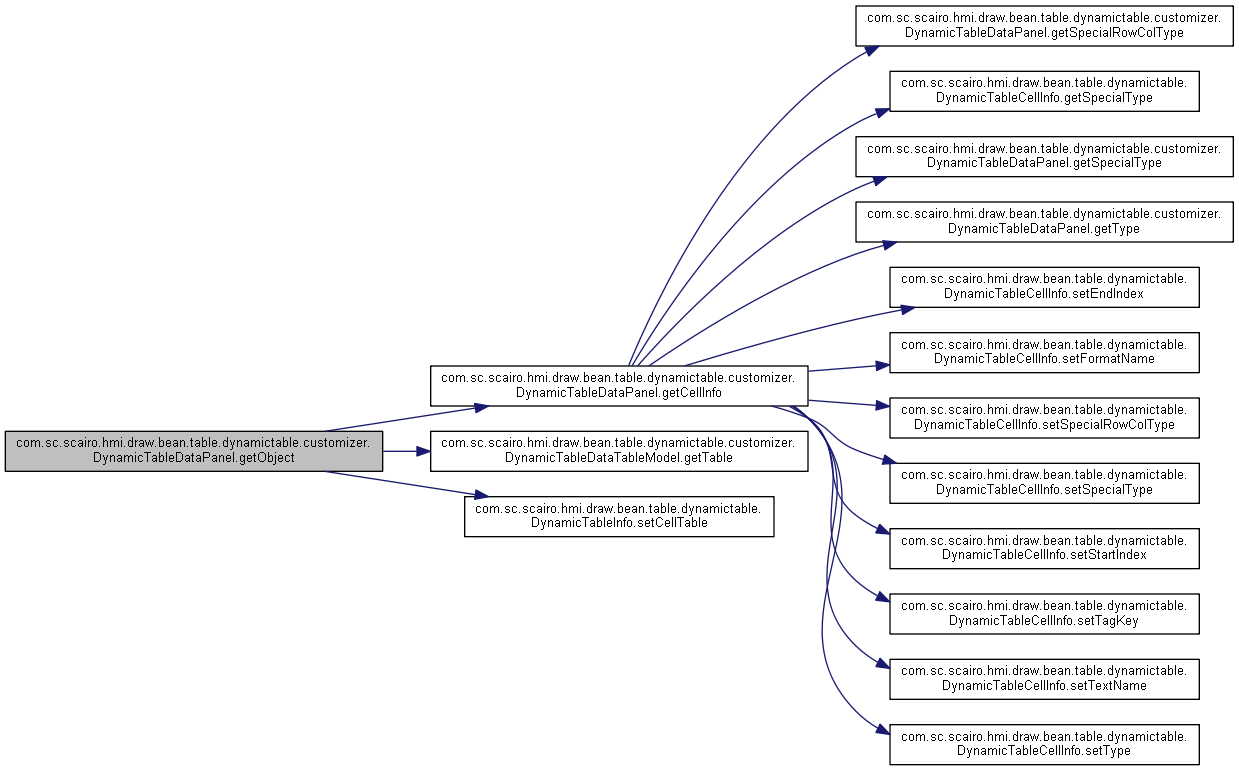 com.sc.scairo.hmi.draw.bean.table.dynamictable.customizer.
DynamicTableDataPanel.getObject
com.sc.scairo.hmi.draw.bean.table.dynamictable.customizer.
DynamicTableDataPanel.getCellInfo
com.sc.scairo.hmi.draw.bean.table.dynamictable.customizer.
DynamicTableDataTableModel.getTable
com.sc.scairo.hmi.draw.bean.table.dynamictable.
DynamicTableInfo.setCellTable
com.sc.scairo.hmi.draw.bean.table.dynamictable.customizer.
DynamicTableDataPanel.getSpecialRowColType
com.sc.scairo.hmi.draw.bean.table.dynamictable.
DynamicTableCellInfo.getSpecialType
com.sc.scairo.hmi.draw.bean.table.dynamictable.customizer.
DynamicTableDataPanel.getSpecialType
com.sc.scairo.hmi.draw.bean.table.dynamictable.customizer.
DynamicTableDataPanel.getType
com.sc.scairo.hmi.draw.bean.table.dynamictable.
DynamicTableCellInfo.setEndIndex
com.sc.scairo.hmi.draw.bean.table.dynamictable.
DynamicTableCellInfo.setFormatName
com.sc.scairo.hmi.draw.bean.table.dynamictable.
DynamicTableCellInfo.setSpecialRowColType
com.sc.scairo.hmi.draw.bean.table.dynamictable.
DynamicTableCellInfo.setSpecialType
com.sc.scairo.hmi.draw.bean.table.dynamictable.
DynamicTableCellInfo.setStartIndex
com.sc.scairo.hmi.draw.bean.table.dynamictable.
DynamicTableCellInfo.setTagKey
com.sc.scairo.hmi.draw.bean.table.dynamictable.
DynamicTableCellInfo.setTextName
com.sc.scairo.hmi.draw.bean.table.dynamictable.
DynamicTableCellInfo.setType